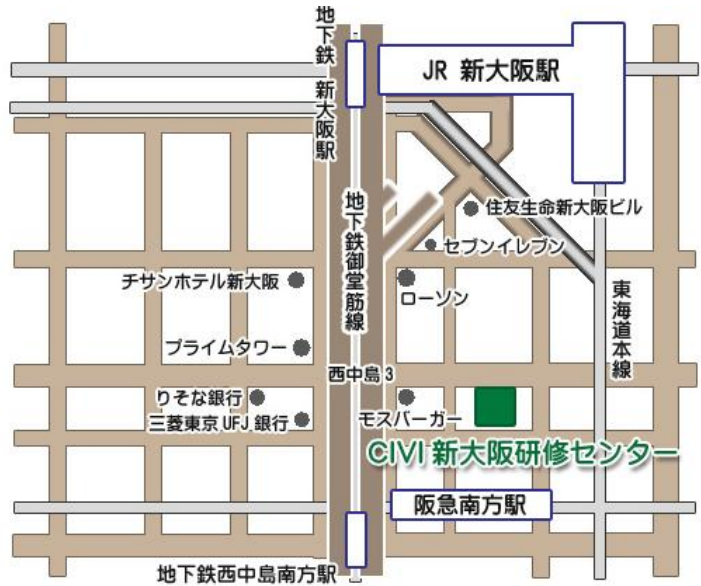 地下鉄 新大阪駅
JR 新大阪駅
住友生命新大阪ビル
セブンイレブン
地下鉄御堂筋線
チサンホテル新大阪
ローソン
東海道本線
プライムタワー
西中島3
りそな銀行
モスバーガー
三菱東京UFJ銀行
CIVI 新大阪研修センター
阪急南方駅
地下鉄西中島南方駅